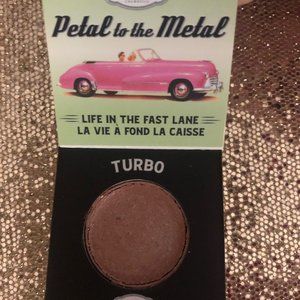 Petal to the Metal
LIFE IN THE FAST LANE
LA VIE À FOND LA CAISSE
TURBO